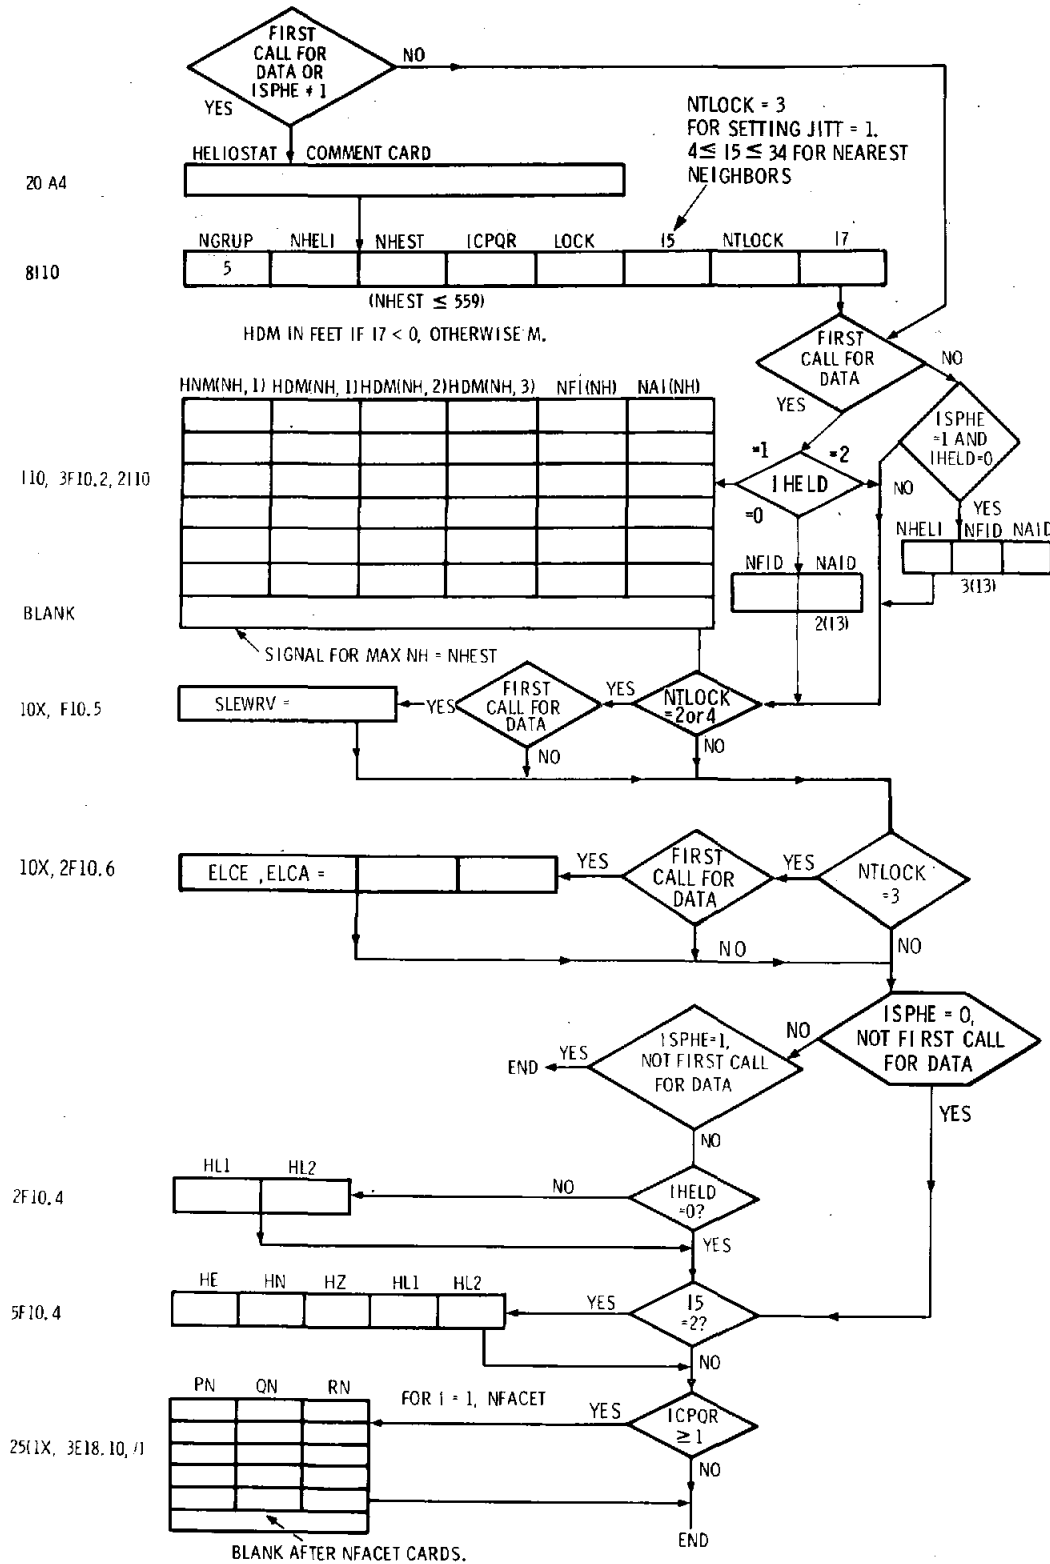 FIRST
CALL FOR
DATA OR
ISPHE ≠ 1
NO
YES
NTLOCK = 3
FOR SETTING JITT = 1.
4 ≤ I5 ≤ 34 FOR NEAREST
NEIGHBORS
HELIOSTAT COMMENT CARD
20 A4
NGRUP NHELI NHEST ICPQR LOCK I5 NTLOCK I7
8I10
5
(NHEST ≤ 559)
HDM IN FEET IF I7 < 0, OTHERWISE M.
FIRST
CALL FOR
DATA
NO
YES
HNM(NH, 1) HDM(NH, 1) HDM(NH, 2) HDM(NH, 3) NFI(NH) NAI(NH)
ISPHE
=1 AND
IHELD=0
NO
YES
=1
=2
IHELD
=0
I10, 3F10.2, 2I10
NHELI NFID NAID
3(I3)
NFID NAID
2(I3)
BLANK
SIGNAL FOR MAX NH = NHEST
10X, F10.5
SLEWRV =
YES
FIRST
CALL FOR
DATA
YES
NTLOCK
=2 or 4
NO
NO
10X, 2F10.6
ELCE , ELCA =
YES
FIRST
CALL FOR
DATA
YES
NTLOCK
=3
NO
NO
ISPHE = 0,
NOT FIRST CALL
FOR DATA
NO
YES
ISPHE=1,
NOT FIRST CALL
FOR DATA
YES
END
NO
HL1 HL2
2F10.4
NO
IHELD
=0?
YES
HE HN HZ HL1 HL2
5F10.4
YES
I5
=2?
NO
PN QN RN
FOR I = 1, NFACET
YES
ICPQR
≥ 1
25(1X, 3E18.10, /)
NO
END
BLANK AFTER NFACET CARDS.